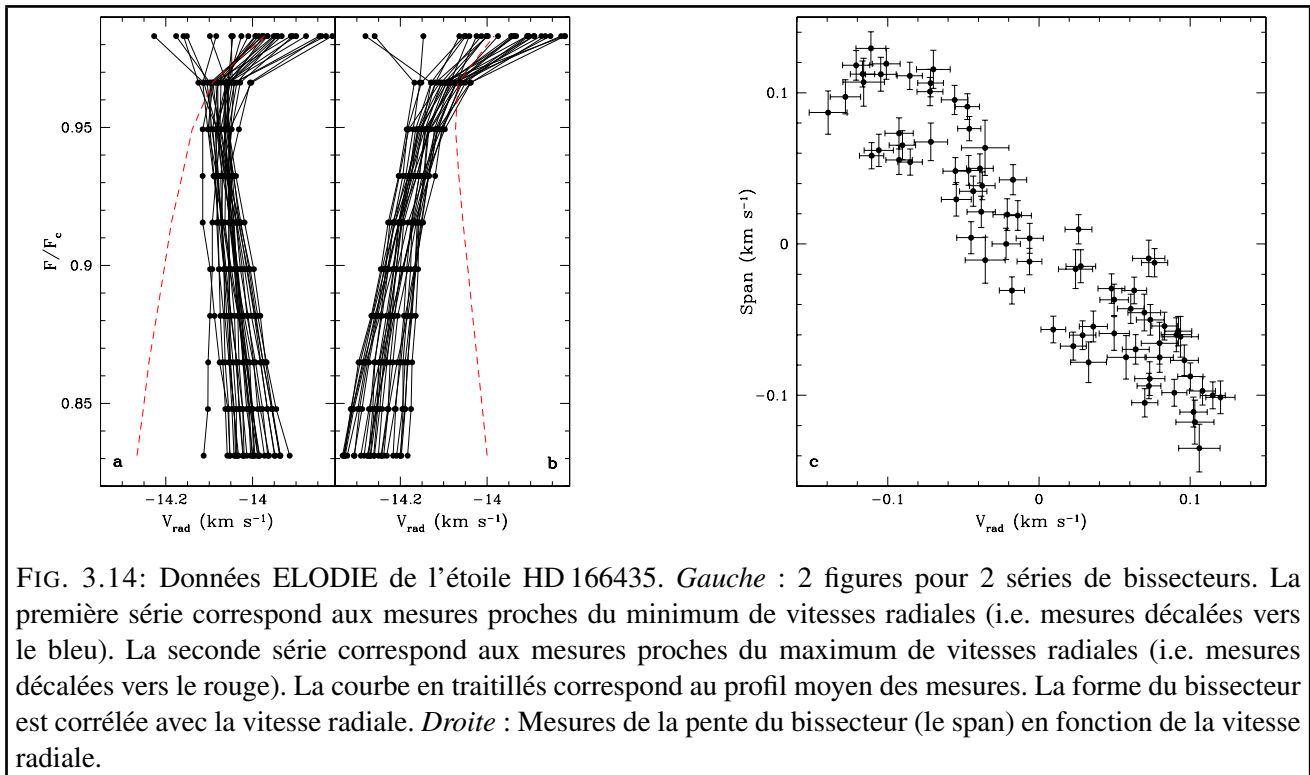 F/Fc
0.95
0.9
0.85
a
b
−14.2
−14
−14.2
−14
Vrad (km s⁻¹)
Vrad (km s⁻¹)
Span (km s⁻¹)
0.1
0
−0.1
c
−0.1
0
0.1
Vrad (km s⁻¹)
FIG. 3.14: Données ELODIE de l'étoile HD 166435. Gauche : 2 figures pour 2 séries de bissecteurs. La
première série correspond aux mesures proches du minimum de vitesses radiales (i.e. mesures décalées vers
le bleu). La seconde série correspond aux mesures proches du maximum de vitesses radiales (i.e. mesures
décalées vers le rouge). La courbe en traitillés correspond au profil moyen des mesures. La forme du bissecteur
est corrélée avec la vitesse radiale. Droite : Mesures de la pente du bissecteur (le span) en fonction de la vitesse
radiale.